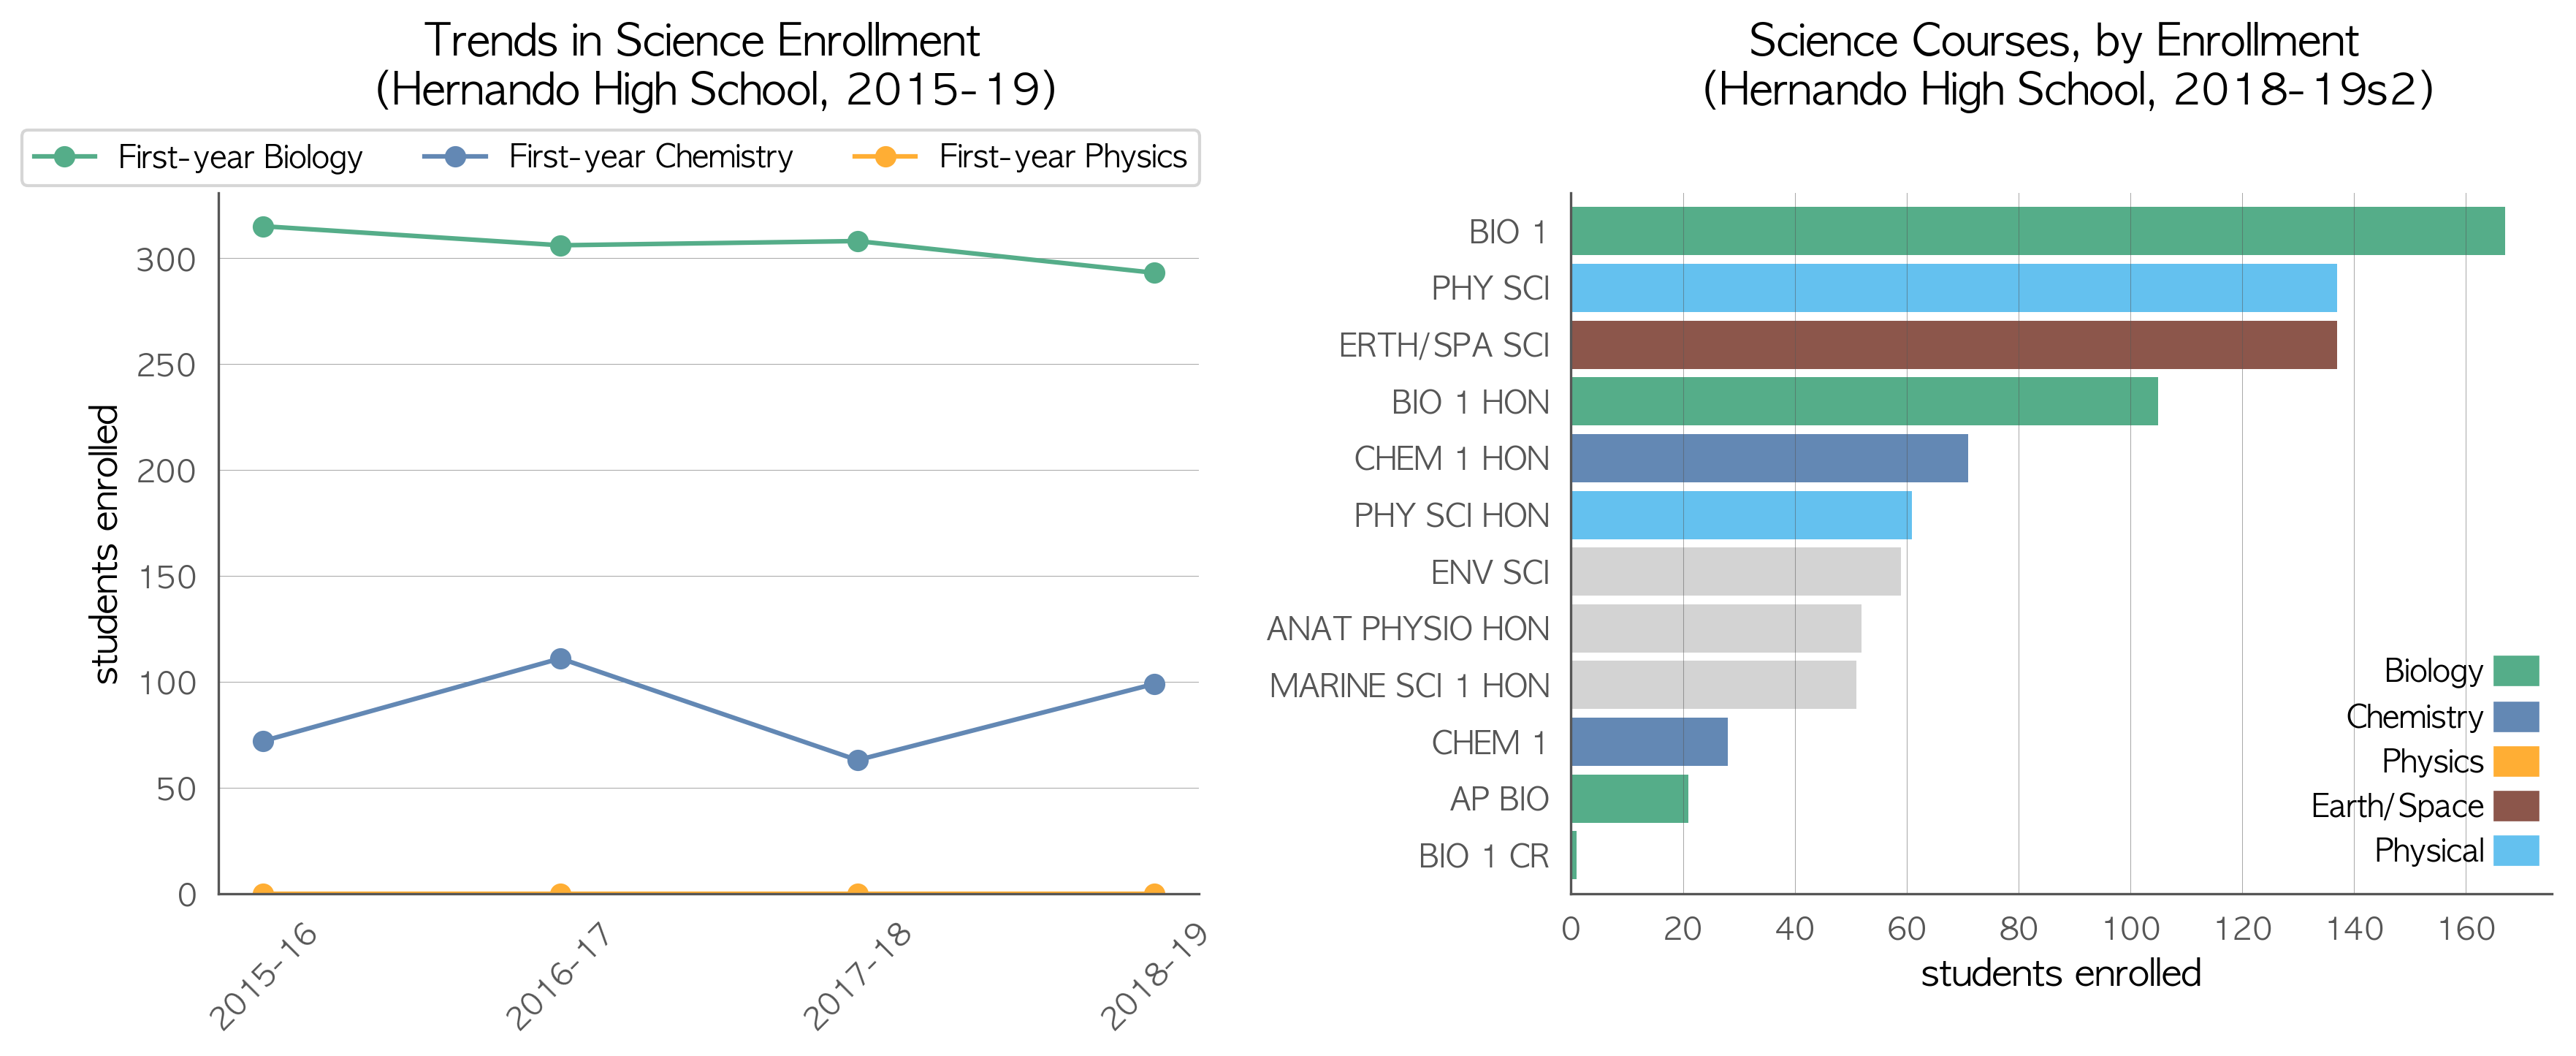 Trends in Science Enrollment
(Hernando High School, 2015-19)
First-year Biology
First-year Chemistry
First-year Physics
students enrolled
300
250
200
150
100
50
0
2015-16
2016-17
2017-18
2018-19
Science Courses, by Enrollment
(Hernando High School, 2018-19s2)
BIO 1
PHY SCI
ERTH/SPA SCI
BIO 1 HON
CHEM 1 HON
PHY SCI HON
ENV SCI
ANAT PHYSIO HON
MARINE SCI 1 HON
CHEM 1
AP BIO
BIO 1 CR
Biology
Chemistry
Physics
Earth/Space
Physical
0 20 40 60 80 100 120 140 160
students enrolled